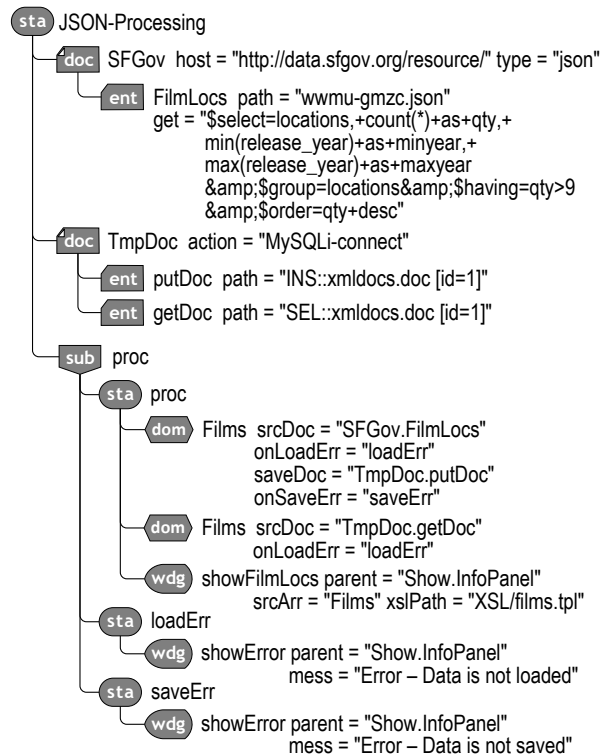 sta JSON-Processing
doc SFGov host = "http://data.sfgov.org/resource/" type = "json"
ent FilmLocs path = "wwmu-gmzc.json"
get = "$select=locations,+count(*)+as+qty,+
min(release_year)+as+minyear,+
max(release_year)+as+maxyear
&amp;$group=locations&amp;$having=qty>9
&amp;$order=qty+desc"
doc TmpDoc action = "MySQLi-connect"
ent putDoc path = "INS::xmldocs.doc [id=1]"
ent getDoc path = "SEL::xmldocs.doc [id=1]"
sub proc
sta proc
dom Films srcDoc = "SFGov.FilmLocs"
onLoadErr = "loadErr"
saveDoc = "TmpDoc.putDoc"
onSaveErr = "saveErr"
dom Films srcDoc = "TmpDoc.getDoc"
onLoadErr = "loadErr"
wdg showFilmLocs parent = "Show.InfoPanel"
srcArr = "Films" xslPath = "XSL/films.tpl"
sta loadErr
wdg showError parent = "Show.InfoPanel"
mess = "Error – Data is not loaded"
sta saveErr
wdg showError parent = "Show.InfoPanel"
mess = "Error – Data is not saved"